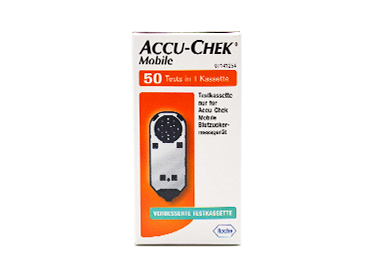 ACCU-CHEK®
Mobile
07141254
50 Tests in 1 Kassette
Testkassette
nur für
Accu-Chek
Mobile
Blutzucker-
messgerät
VERBESSERTE TESTKASSETTE
Roche